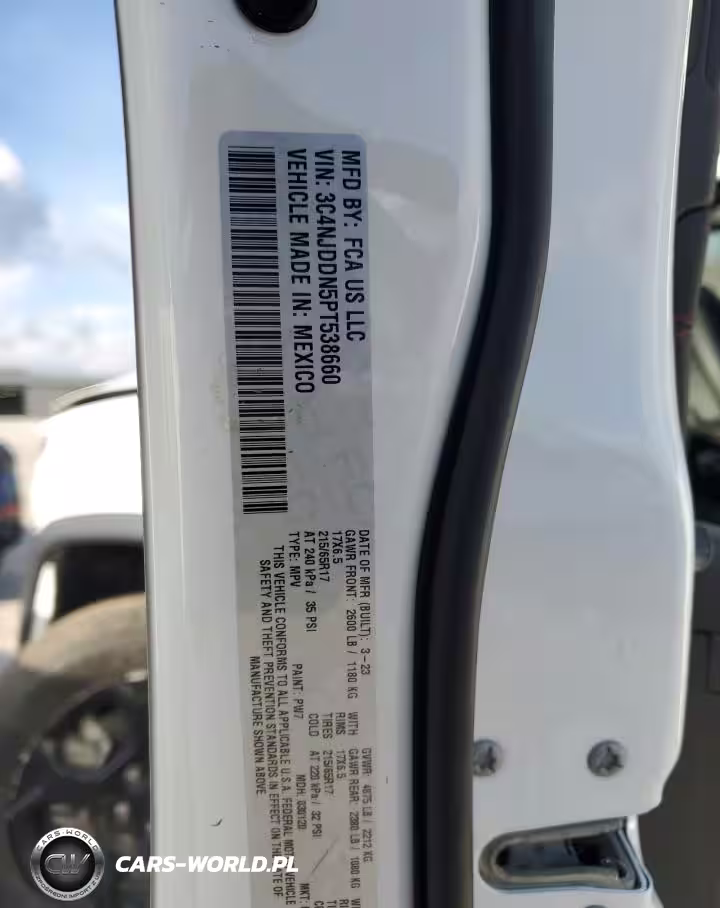 MFD BY: FCA US LLC
VIN: 3C4NJDDN5PT538660
VEHICLE MADE IN: MEXICO
DATE OF MFR (BUILT): 3-23 GVWR: 4875 LB / 2212 KG
GAWR FRONT: 2600 LB / 1180 KG WITH GAWR REAR: 2380 LB / 1080 KG
17X6.5 RIMS 17X6.5
215/65R17 TIRES 215/65R17
AT 240 kPa / 35 PSI COLD AT 220 kPa / 32 PSI
TYPE: MPV PAINT: PW7 MDH: 030120 MKT:
THIS VEHICLE CONFORMS TO ALL APPLICABLE U.S.A. FEDERAL MOTOR VEHICLE
SAFETY AND THEFT PREVENTION STANDARDS IN EFFECT ON THE DATE OF
MANUFACTURE SHOWN ABOVE
CARS-WORLD
CW
CARS-WORLD.PL